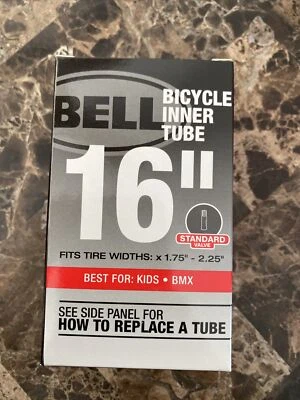 BELL
BICYCLE
INNER
TUBE
16"
STANDARD
VALVE
FITS TIRE WIDTHS: x 1.75" - 2.25"
BEST FOR: KIDS • BMX
SEE SIDE PANEL FOR
HOW TO REPLACE A TUBE